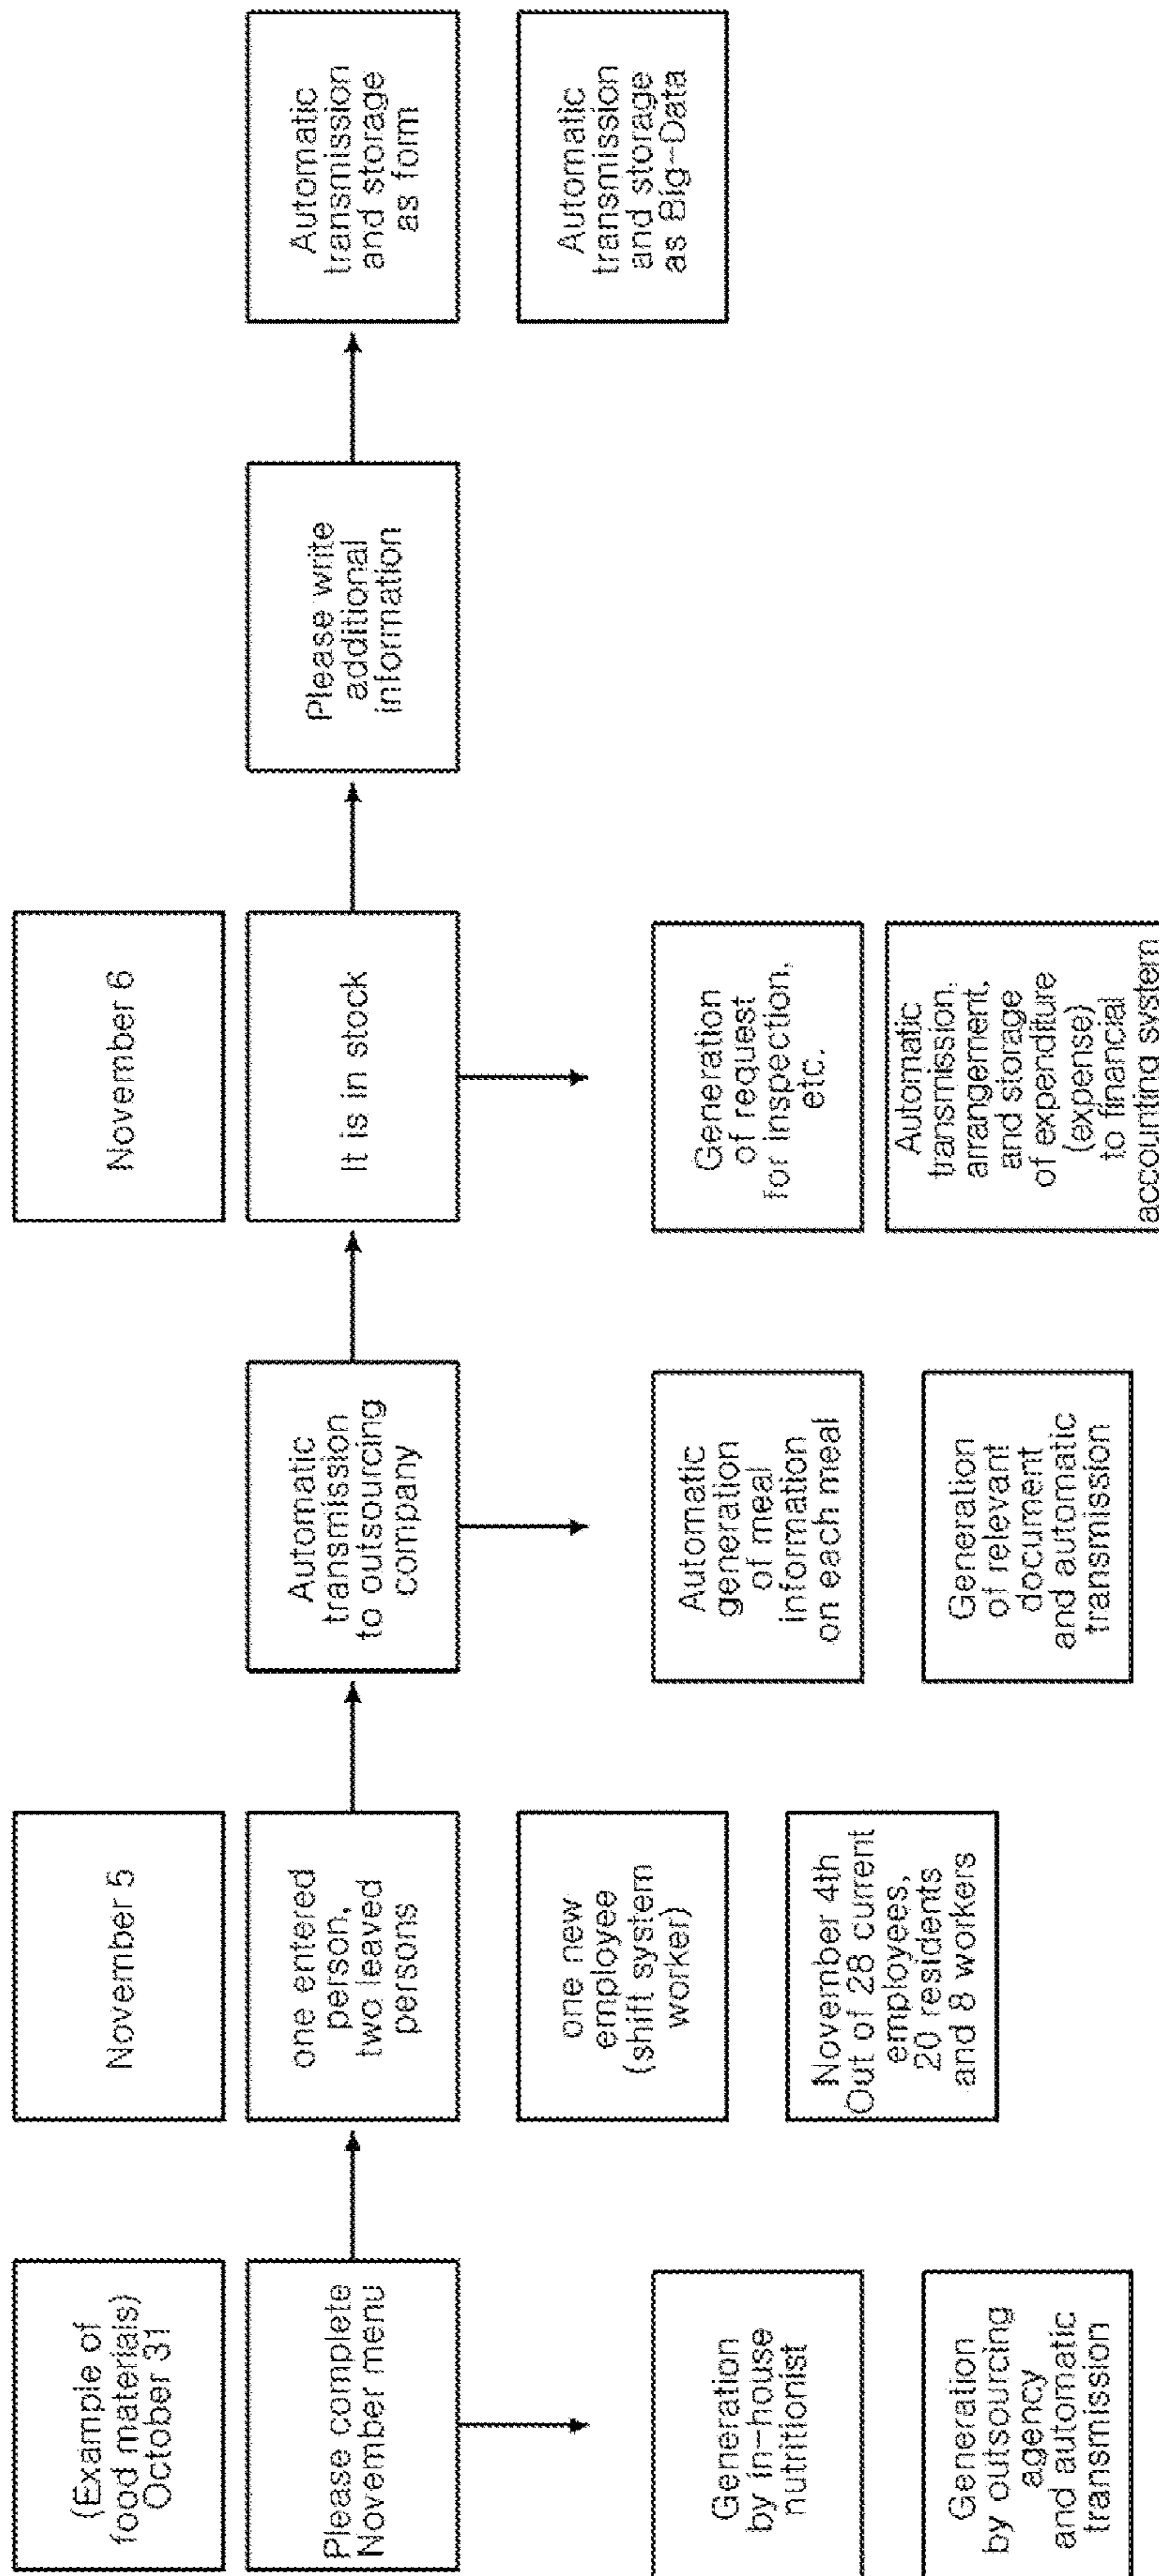 (Example of
food materials)
October 31
Please complete
November menu
Generation
by in-house
nutritionist
Generation
by outsourcing
agency
and automatic
transmission
November 5
one entered
person,
two leaved
persons
one new
employee
(shift system
worker)
November 4th
Out of 28 current
employees,
20 residents
and 8 workers
Automatic
transmission
to outsourcing
company
Automatic
generation
of meal
information
on each meal
Generation
of relevant
document
and automatic
transmission
November 6
It is in stock
Generation
of request
for inspection,
etc.
Automatic
transmission,
arrangement,
and storage
of expenditure
(expense)
to financial
accounting system
Please write
additional
information
Automatic
transmission
and storage
as form
Automatic
transmission
and storage
as Big-Data